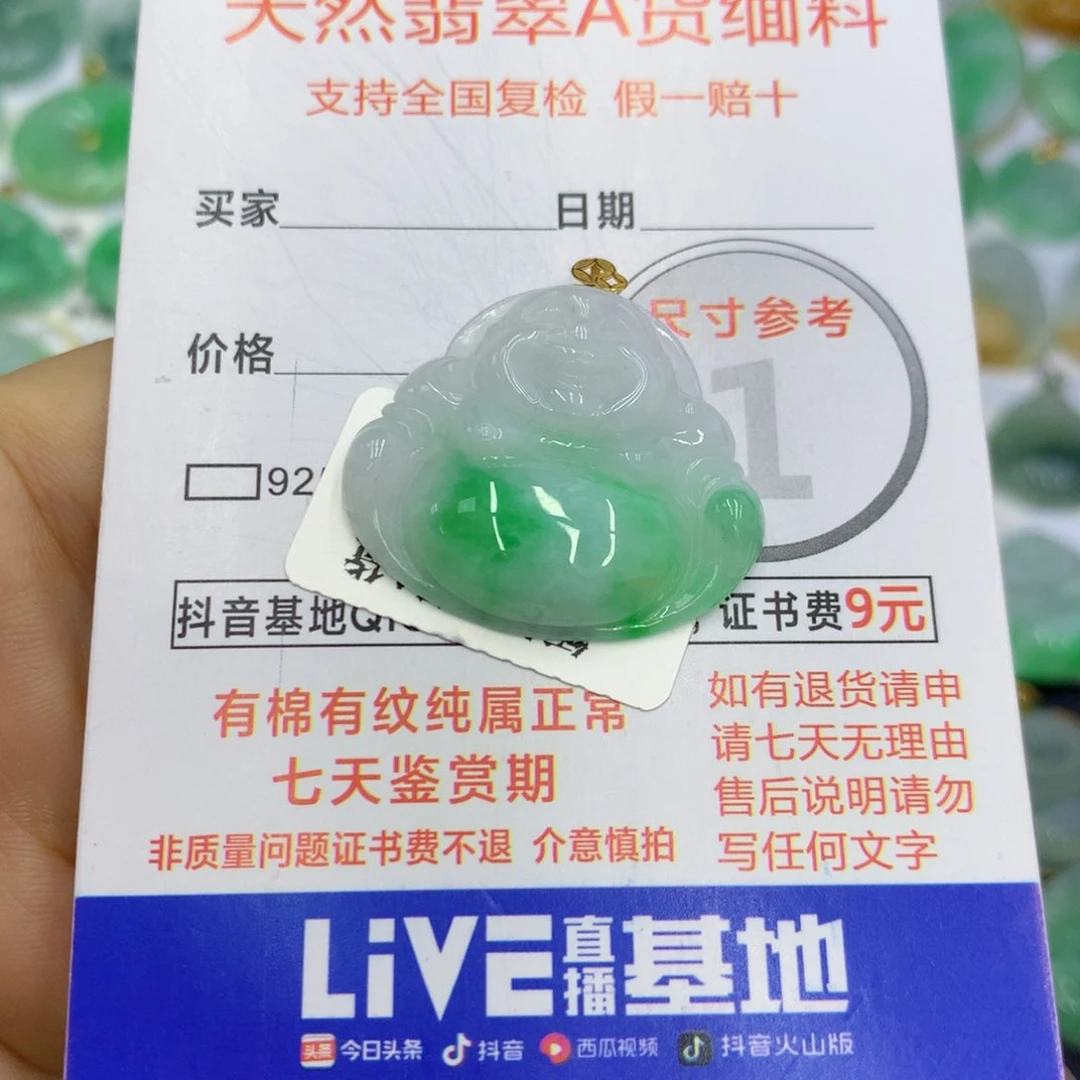 天然翡翠A货缅料
支持全国复检 假一赔十
买家 日期
价格
尺寸参考
1
92
抖音基地 证书费9元
有棉有纹纯属正常
七天鉴赏期
非质量问题证书费不退 介意慎拍
如有退货请申
请七天无理由
售后说明请勿
写任何文字
LiVE直播基地
头条 今日头条 抖音 西瓜视频 抖音火山版